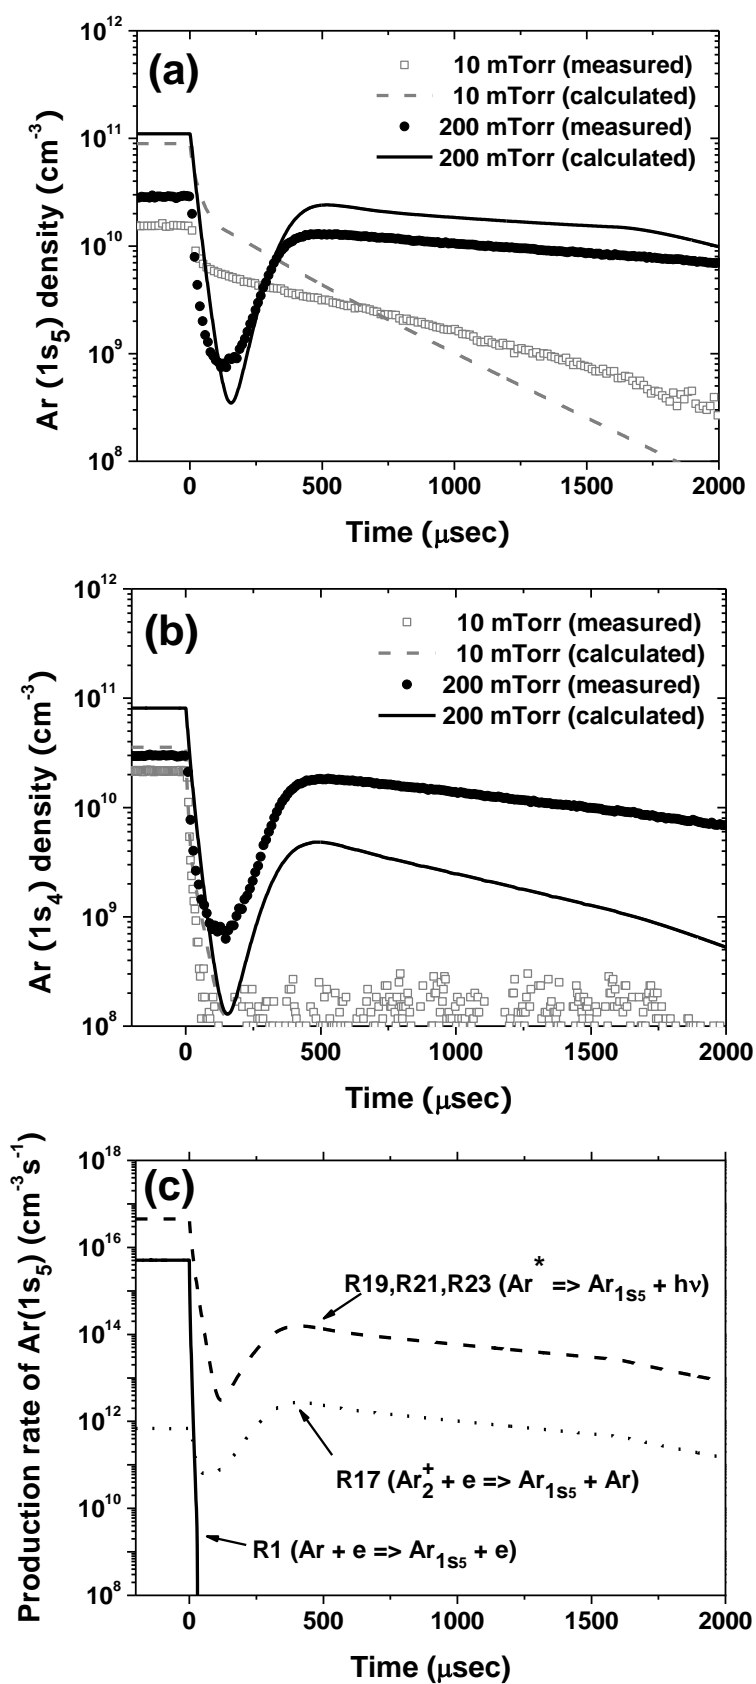 (a)
10 mTorr (measured)
10 mTorr (calculated)
200 mTorr (measured)
200 mTorr (calculated)
Ar (1s₅) density (cm⁻³)
10¹²
10¹¹
10¹⁰
10⁹
10⁸
0 500 1000 1500 2000
Time (μsec)
(b)
10 mTorr (measured)
10 mTorr (calculated)
200 mTorr (measured)
200 mTorr (calculated)
Ar (1s₄) density (cm⁻³)
10¹²
10¹¹
10¹⁰
10⁹
10⁸
0 500 1000 1500 2000
Time (μsec)
(c)
Production rate of Ar(1s₅) (cm⁻³s⁻¹)
10¹⁸
10¹⁶
10¹⁴
10¹²
10¹⁰
10⁸
R19,R21,R23 (Ar* => Ar₁ₛ₅ + hν)
R17 (Ar₂⁺ + e => Ar₁ₛ₅ + Ar)
R1 (Ar + e => Ar₁ₛ₅ + e)
0 500 1000 1500 2000
Time (μsec)